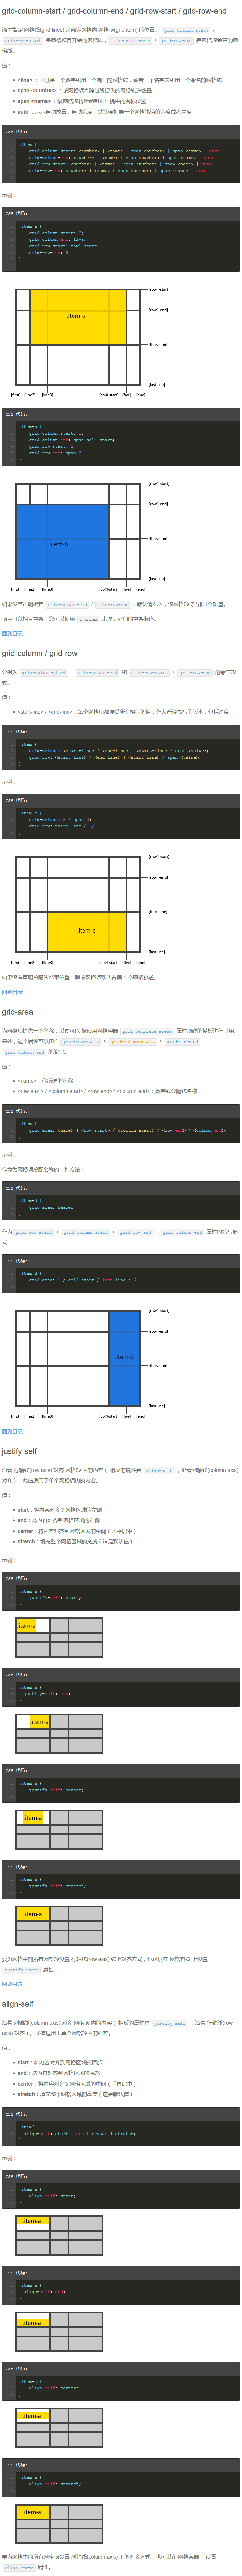 grid-column-start / grid-column-end / grid-row-start / grid-row-end
通过指定 网格线(grid lines) 来确定网格内 网格项(grid item) 的位置。 grid-column-start /
grid-row-start 是网格项目开始的网格线， grid-column-end / grid-row-end 是网格项结束的网
格线。
值：
<line> ：可以是一个数字引用一个编号的网格线，或者一个名字来引用一个命名的网格线
span <number> ：该网格项将跨越所提供的网格轨道数量
span <name> ：该网格项将跨越到它与提供的名称位置
auto ：表示自动放置，自动跨度，默认会扩展一个网格轨道的宽度或者高度
CSS 代码:
.item {
grid-column-start: <number> | <name> | span <number> | span <name> | auto
grid-column-end: <number> | <name> | span <number> | span <name> | auto
grid-row-start: <number> | <name> | span <number> | span <name> | auto
grid-row-end: <number> | <name> | span <number> | span <name> | auto
}
示例：
CSS 代码:
.item-a {
grid-column-start: 2;
grid-column-end: five;
grid-row-start: row1-start
grid-row-end: 3
}
[row1-start]
.item-a
[row1-end]
[third-line]
[last-line]
[first] [line2] [line3] [col4-start] [five] [end]
CSS 代码:
.item-b {
grid-column-start: 1;
grid-column-end: span col4-start;
grid-row-start: 2
grid-row-end: span 2
}
[row1-start]
[row1-end]
.item-b
[third-line]
[last-line]
[first] [line2] [line3] [col4-start] [five] [end]
如果没有声明指定 grid-column-end / grid-row-end ，默认情况下，该网格项将占据1个轨道。
项目可以相互重叠。您可以使用 z-index 来控制它们的重叠顺序。
回到目录
grid-column / grid-row
分别为 grid-column-start + grid-column-end 和 grid-row-start + grid-row-end 的缩写形
式。
值：
<start-line> / <end-line>：每个网格项都接受所有相同的值，作为普通书写的版本，包括跨度
CSS 代码:
.item {
grid-column: <start-line> / <end-line> | <start-line> / span <value>;
grid-row: <start-line> / <end-line> | <start-line> / span <value>;
}
示例：
CSS 代码:
.item-c {
grid-column: 3 / span 2;
grid-row: third-line / 4;
}
[row1-start]
[row1-end]
[third-line]
.item-c
[last-line]
[first] [line2] [line3] [col4-start] [five] [end]
如果没有声明分隔线结束位置，则该网格项默认占据 1 个网格轨道。
回到目录
grid-area
为网格项提供一个名称，以便可以 被使用网格容器 grid-template-areas 属性创建的模板进行引用。
另外，这个属性可以用作 grid-row-start + grid-column-start + grid-row-end +
grid-column-end 的缩写。
值：
<name>：你所选的名称
<row-start> / <column-start> / <row-end> / <column-end>：数字或分隔线名称
CSS 代码:
.item {
grid-area: <name> | <row-start> / <column-start> / <row-end> / <column-end>;
}
示例：
作为为网格项分配名称的一种方法：
CSS 代码:
.item-d {
grid-area: header
}
作为 grid-row-start + grid-column-start + grid-row-end + grid-column-end 属性的缩写形
式
CSS 代码:
.item-d {
grid-area: 1 / col4-start / last-line / 6
}
[row1-start]
[row1-end]
.item-d
[third-line]
[last-line]
[first] [line2] [line3] [col4-start] [five] [end]
回到目录
justify-self
沿着 行轴线(row axis) 对齐 网格项 内的内容（ 相反的属性是 align-self ，沿着列轴线(column axis)
对齐 ）。此值适用于单个网格项内的内容。
值：
start：将内容对齐到网格区域的左侧
end：将内容对齐到网格区域的右侧
center：将内容对齐到网格区域的中间（ 水平居中 ）
stretch：填充整个网格区域的宽度（ 这是默认值 ）
示例：
CSS 代码:
.item-a {
justify-self: start;
}
.item-a
CSS 代码:
.item-a {
justify-self: end;
}
.item-a
CSS 代码:
.item-a {
justify-self: center;
}
.item-a
CSS 代码:
.item-a {
justify-self: stretch;
}
.item-a
要为网格中的所有网格项设置 行轴线(row axis) 线上对齐方式，也可以在 网格容器 上设置
justify-items 属性。
回到目录
align-self
沿着 列轴线(column axis) 对齐 网格项 内的内容（ 相反的属性是 justify-self ，沿着 行轴线(row
axis) 对齐 ）。此值适用于单个网格项内的内容。
值：
start：将内容对齐到网格区域的顶部
end：将内容对齐到网格区域的底部
center：将内容对齐到网格区域的中间（ 垂直居中 ）
stretch：填充整个网格区域的高度（ 这是默认值 ）
CSS 代码:
.item{
align-self: start | end | center | stretch;
}
示例：
CSS 代码:
.item-a {
align-self: start;
}
.item-a
CSS 代码:
.item-a {
align-self: end;
}
.item-a
CSS 代码:
.item-a {
align-self: center;
}
.item-a
CSS 代码:
.item-a {
align-self: stretch;
}
.item-a
要为网格中的所有网格项设置 列轴线(column axis) 上的对齐方式，也可以在 网格容器 上设置
align-items 属性。